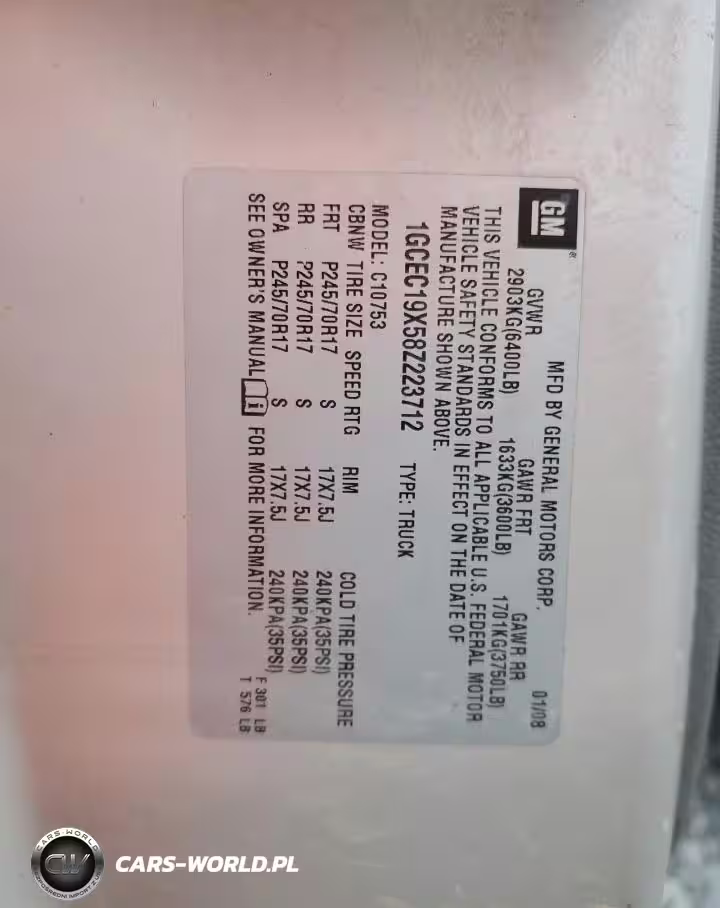 GM®
MFD BY GENERAL MOTORS CORP. 01/08
GVWR GAWR FRT GAWR RR
2903KG(6400LB) 1633KG(3600LB) 1701KG(3750LB)
THIS VEHICLE CONFORMS TO ALL APPLICABLE U.S. FEDERAL MOTOR
VEHICLE SAFETY STANDARDS IN EFFECT ON THE DATE OF
MANUFACTURE SHOWN ABOVE.
1GCEC19X58Z223712 TYPE: TRUCK
MODEL: C10753
CBNW TIRE SIZE SPEED RTG RIM COLD TIRE PRESSURE
FRT P245/70R17 S 17X7.5J 240KPA(35PSI)
RR P245/70R17 S 17X7.5J 240KPA(35PSI)
SPA P245/70R17 S 17X7.5J 240KPA(35PSI)
SEE OWNER'S MANUAL FOR MORE INFORMATION.
F 301 LB
T 576 LB
CARS-WORLD
CW
CARS-WORLD.PL